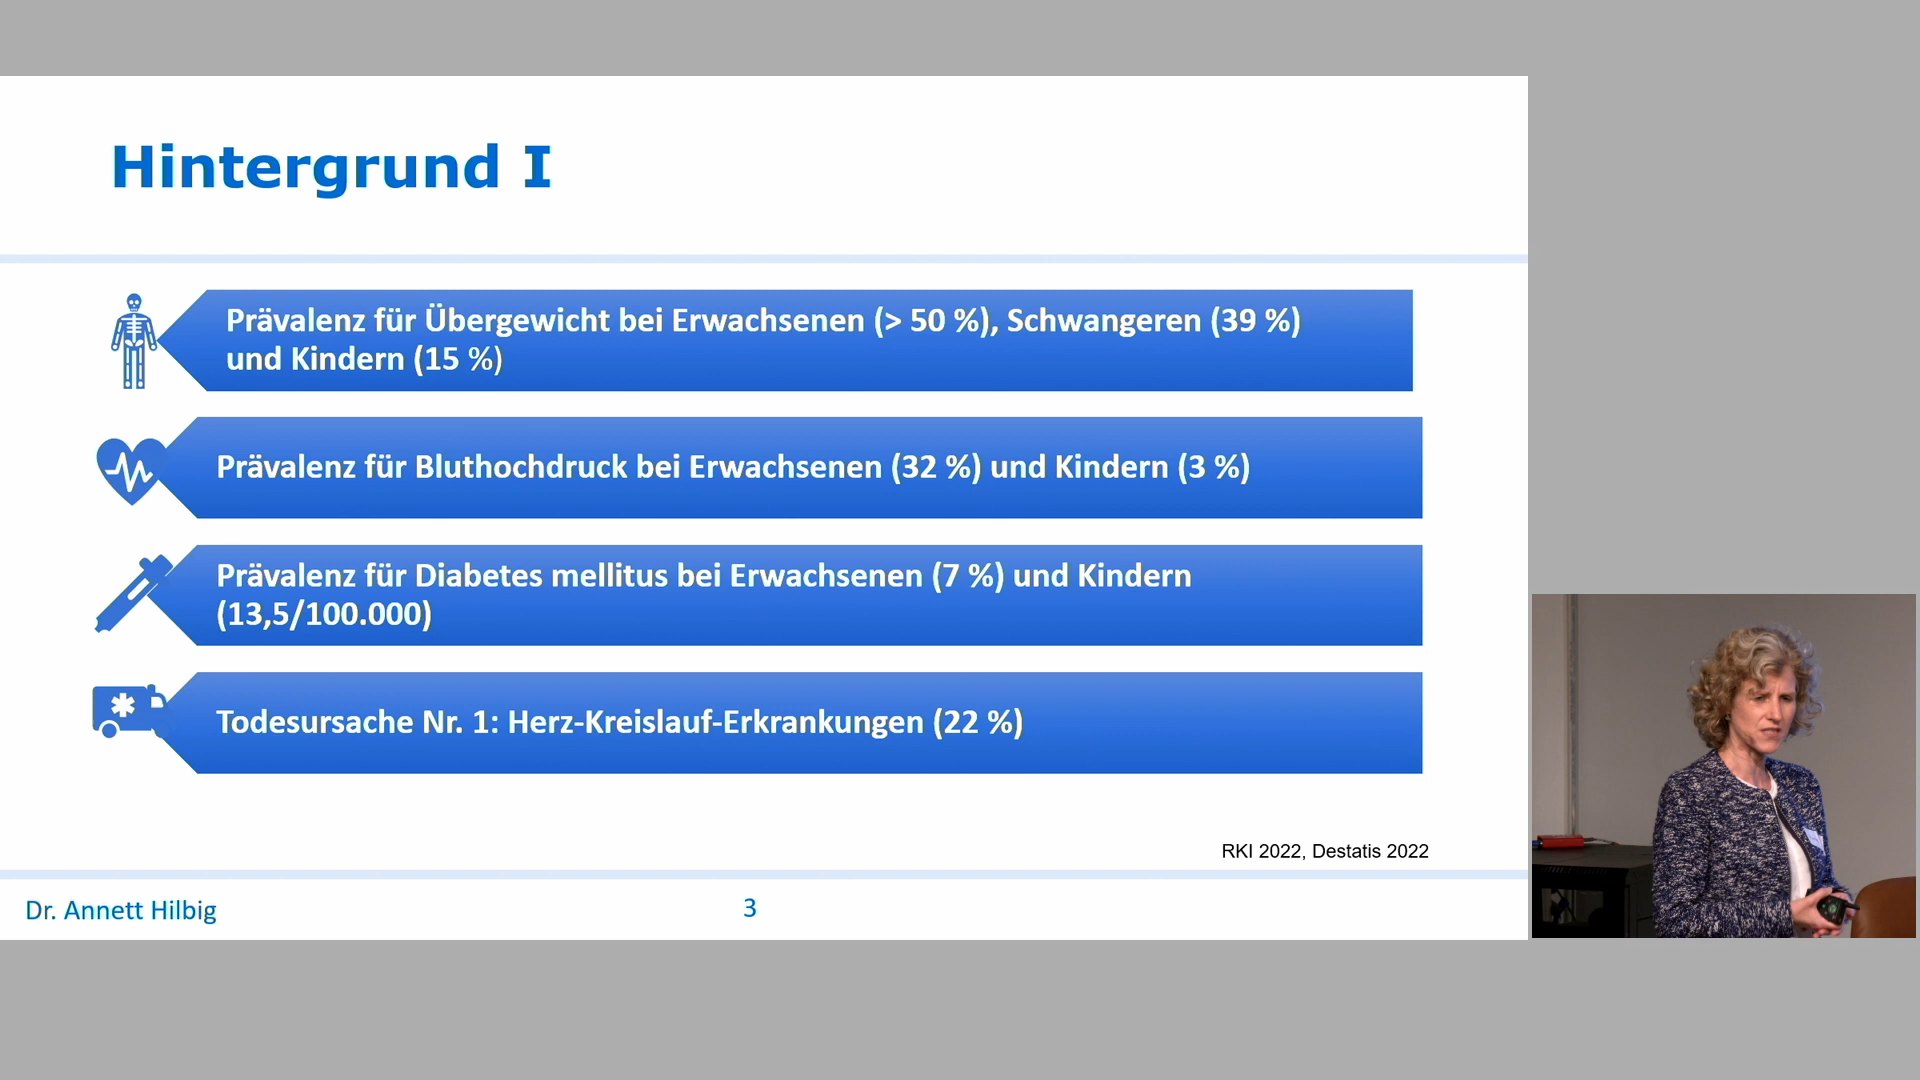 Hintergrund I
Prävalenz für Übergewicht bei Erwachsenen (> 50 %), Schwangeren (39 %)
und Kindern (15 %)
Prävalenz für Bluthochdruck bei Erwachsenen (32 %) und Kindern (3 %)
Prävalenz für Diabetes mellitus bei Erwachsenen (7 %) und Kindern
(13,5/100.000)
Todesursache Nr. 1: Herz-Kreislauf-Erkrankungen (22 %)
RKI 2022, Destatis 2022
Dr. Annett Hilbig
3